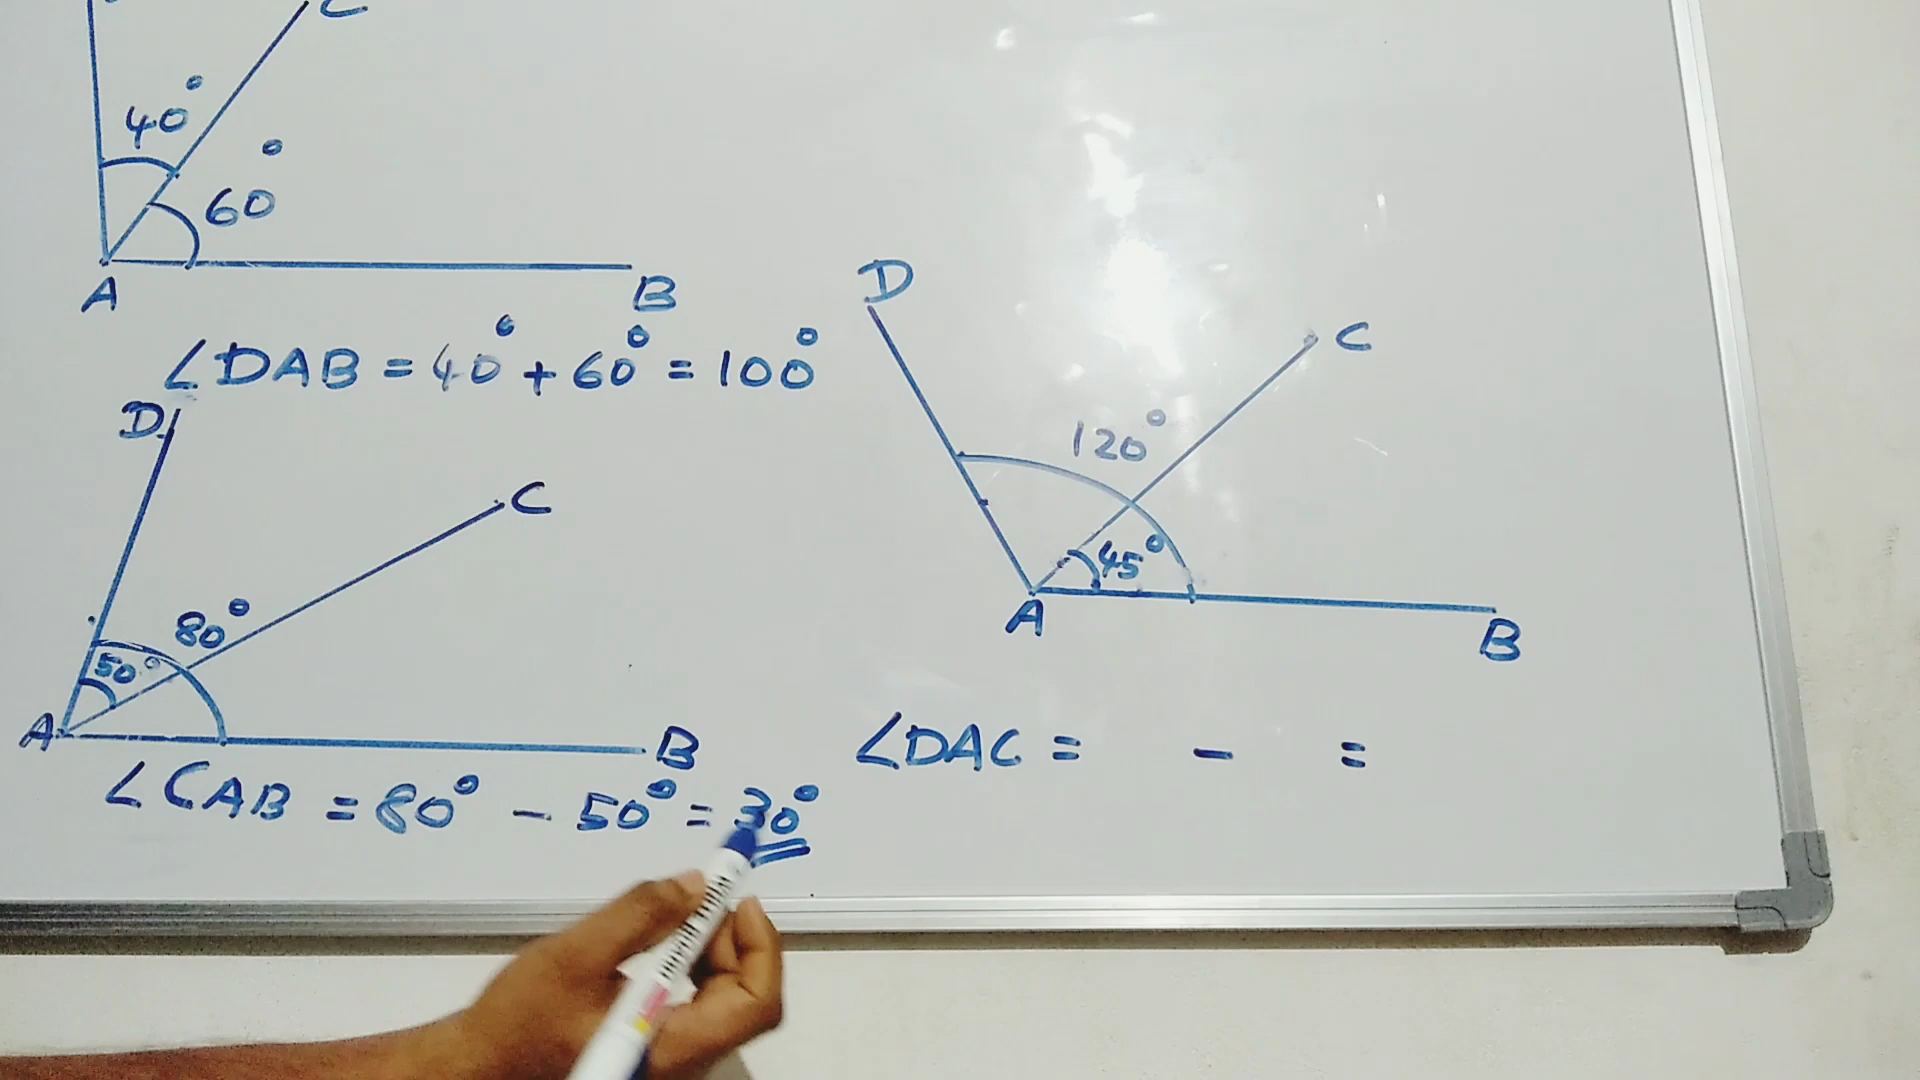 C
40°
60°
A
B
∠DAB = 40° + 60° = 100°
D
C
80°
50°
A
B
∠CAB = 80° - 50° = 30°
D
C
120°
45°
A
B
∠DAC = - =